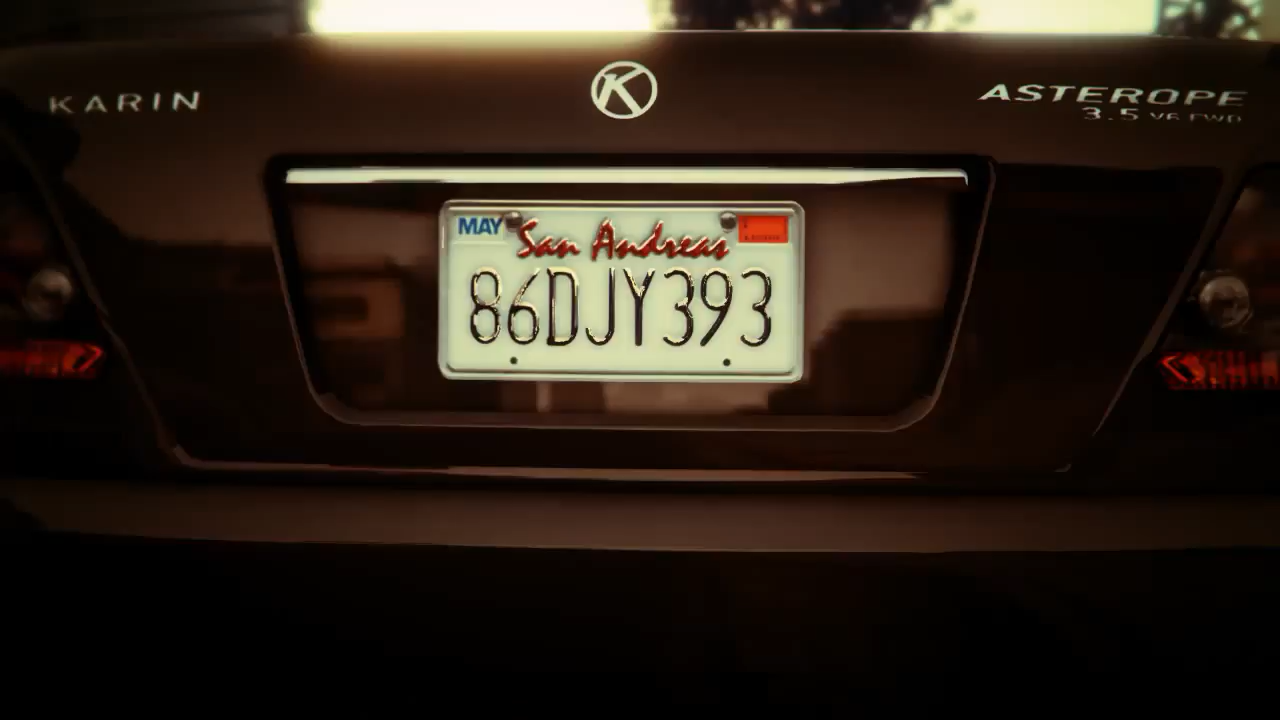 KARIN
K
ASTEROPE
3.5 V6 FWD
MAY
San Andreas
86DJY393